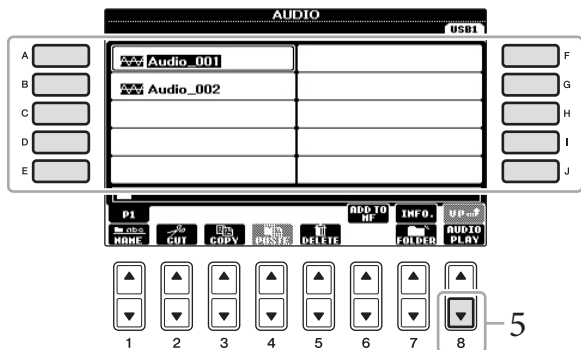 AUDIO
USB1
A
F
Audio_001
B
G
Audio_002
C
H
D
I
E
J
P1
ADD TO MF
INFO.
UP
abc
NAME
CUT
COPY
PASTE
DELETE
FOLDER
AUDIO PLAY
1 2 3 4 5 6 7 8
5